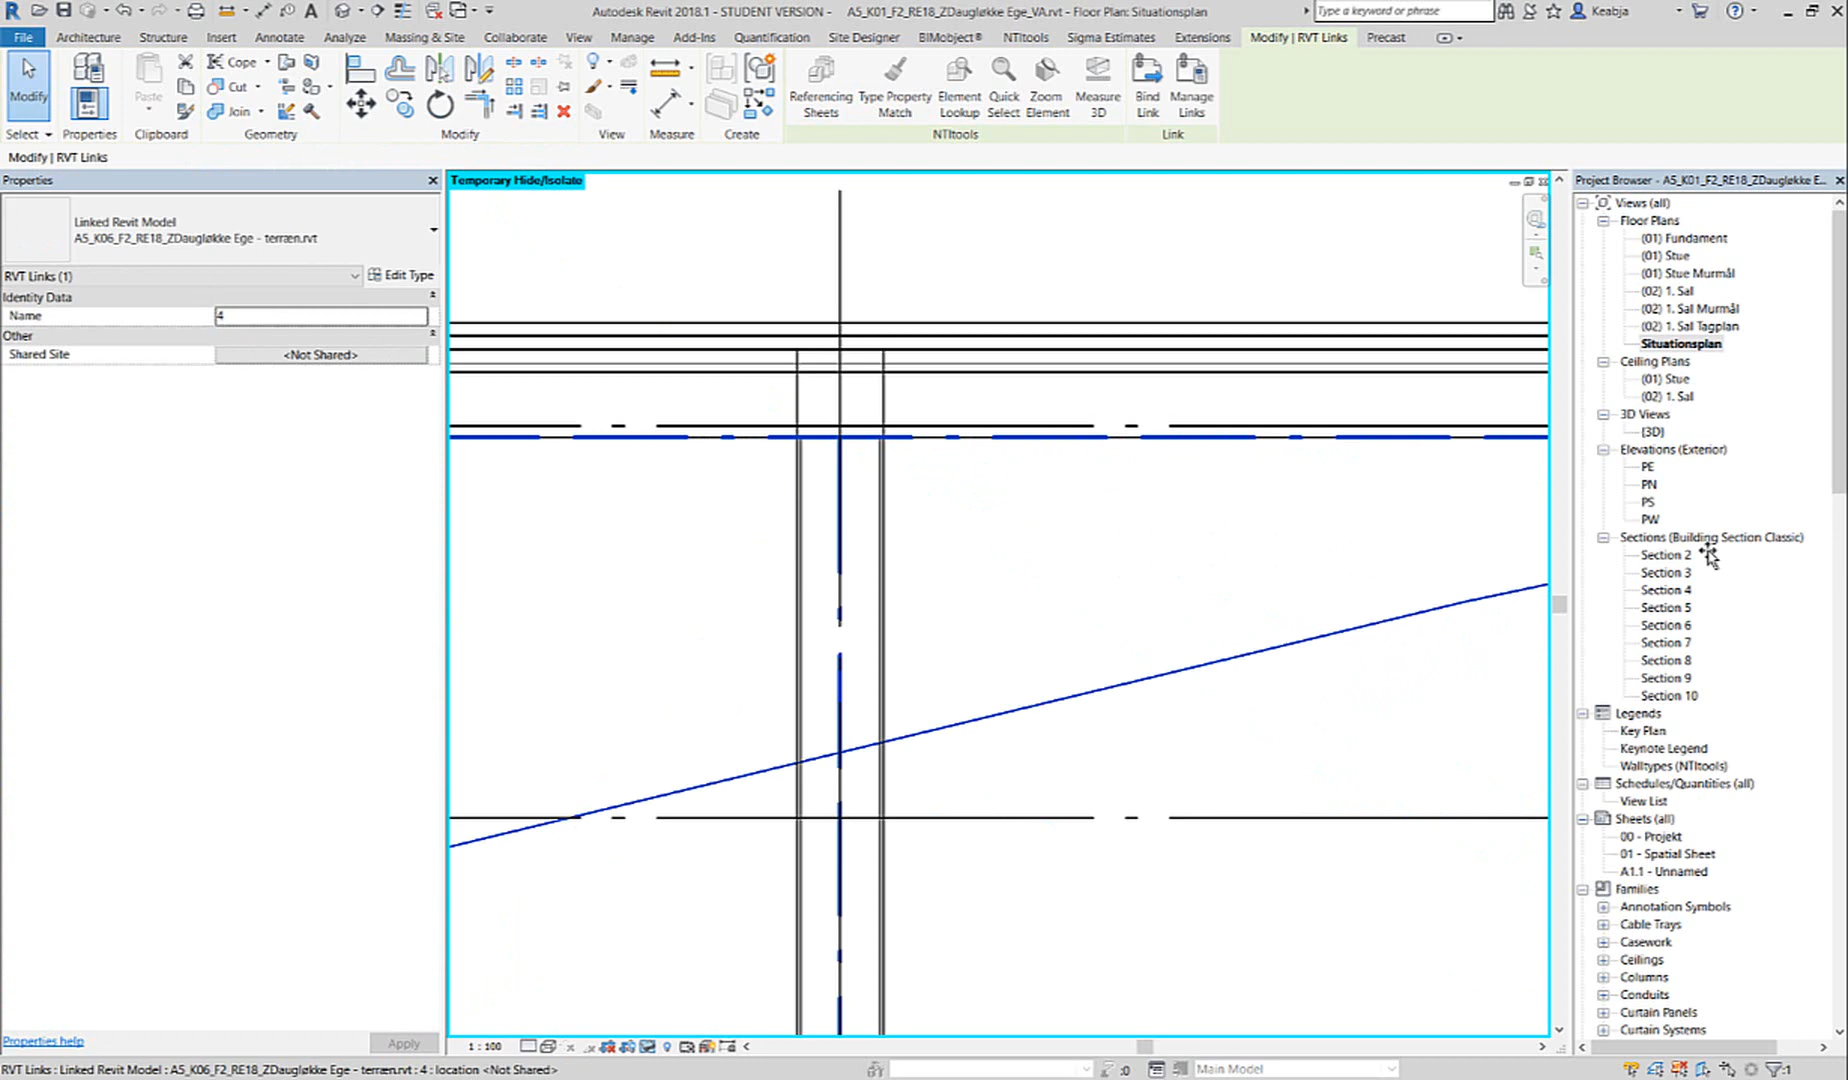 Autodesk Revit 2018.1 - STUDENT VERSION - A5_K01_F2_RE18_ZDaugløkke Ege_VA.rvt - Floor Plan: Situationsplan
Type a keyword or phrase
Keabja
File Architecture Structure Insert Annotate Analyze Massing & Site Collaborate View Manage Add-Ins Quantification Site Designer BIMobject® NTItools Sigma Estimates Extensions Modify | RVT Links Precast
Modify
Paste
Cope
Cut
Join
Referencing Sheets
Type Property Match
Element Lookup
Quick Select
Zoom Element
Measure 3D
Bind Link
Manage Links
Select Properties Clipboard Geometry Modify View Measure Create NTItools Link
Modify | RVT Links
Properties
Linked Revit Model
A5_K06_F2_RE18_ZDaugløkke Ege - terræn.rvt
RVT Links (1)
Edit Type
Identity Data
Name 4
Other
Shared Site <Not Shared>
Properties help
Apply
Temporary Hide/Isolate
1 : 100
Project Browser - A5_K01_F2_RE18_ZDaugløkke E...
Views (all)
Floor Plans
(01) Fundament
(01) Stue
(01) Stue Murmål
(02) 1. Sal
(02) 1. Sal Murmål
(02) 1. Sal Tagplan
Situationsplan
Ceiling Plans
(01) Stue
(02) 1. Sal
3D Views
{3D}
Elevations (Exterior)
PE
PN
PS
PW
Sections (Building Section Classic)
Section 2
Section 3
Section 4
Section 5
Section 6
Section 7
Section 8
Section 9
Section 10
Legends
Key Plan
Keynote Legend
Walltypes (NTItools)
Schedules/Quantities (all)
View List
Sheets (all)
00 - Projekt
01 - Spatial Sheet
A1.1 - Unnamed
Families
Annotation Symbols
Cable Trays
Casework
Ceilings
Columns
Conduits
Curtain Panels
Curtain Systems
RVT Links : Linked Revit Model : A5_K06_F2_RE18_ZDaugløkke Ege - terræn.rvt : 4 : location <Not Shared>
:0
Main Model
:1